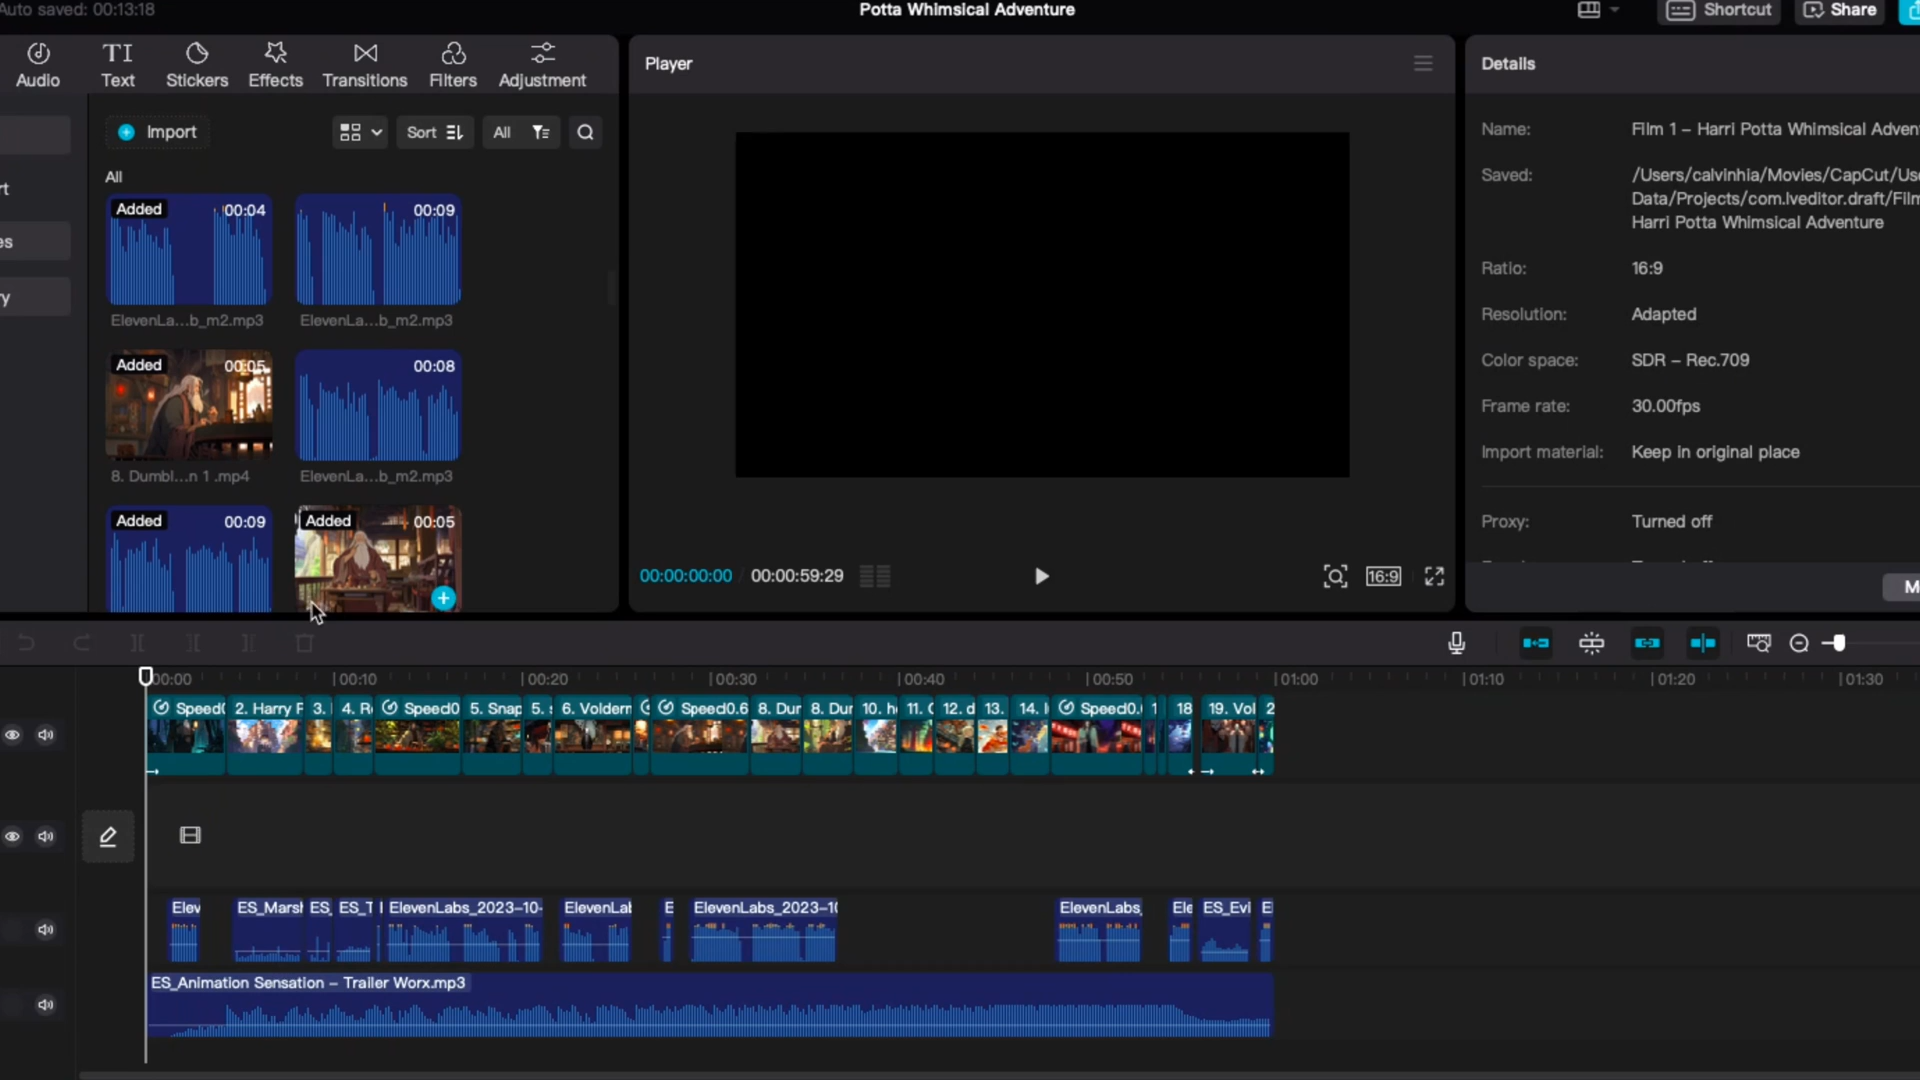 Auto saved: 00:13:18
Potta Whimsical Adventure
Shortcut
Share
Audio
Text
Stickers
Effects
Transitions
Filters
Adjustment
Player
Details
Import
Sort
All
All
Added 00:04
00:09
ElevenLa...b_m2.mp3
ElevenLa...b_m2.mp3
Added 00:05
00:08
8. Dumbl...n 1 .mp4
ElevenLa...b_m2.mp3
Added 00:09
Added 00:05
Name: Film 1 – Harri Potta Whimsical Adven
Saved: /Users/calvinhia/Movies/CapCut/Use
Data/Projects/com.lveditor.draft/Film
Harri Potta Whimsical Adventure
Ratio: 16:9
Resolution: Adapted
Color space: SDR – Rec.709
Frame rate: 30.00fps
Import material: Keep in original place
Proxy: Turned off
00:00:00:00 00:00:59:29
16:9
00:00 00:10 00:20 00:30 00:40 00:50 01:00 01:10 01:20 01:30
Speed0 2. Harry P 3. 4. R Speed0 5. Snap 5. 6. Voldern Speed0.6 8. Dur 8. Dur 10. h 11. 12. d 13. 14. Speed0. 1 18 19. Vol 2
Elev ES_Marsh ES_ ES_T ElevenLabs_2023-10- ElevenLab E ElevenLabs_2023-10 ElevenLabs_ Ele ES_Evi El
ES_Animation Sensation – Trailer Worx.mp3